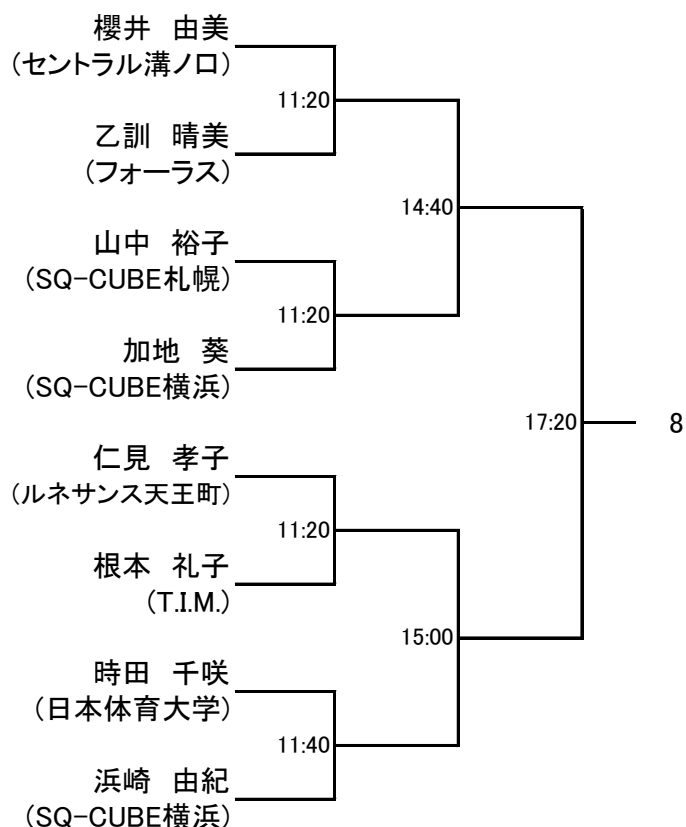 櫻井 由美
(セントラル溝ノ口)
11:20
乙訓 晴美
(フォーラス)
14:40
山中 裕子
(SQ-CUBE札幌)
11:20
加地 葵
(SQ-CUBE横浜)
17:20
8
仁見 孝子
(ルネサンス天王町)
11:20
根本 礼子
(T.I.M.)
15:00
時田 千咲
(日本体育大学)
11:40
浜崎 由紀
(SQ-CUBE横浜)